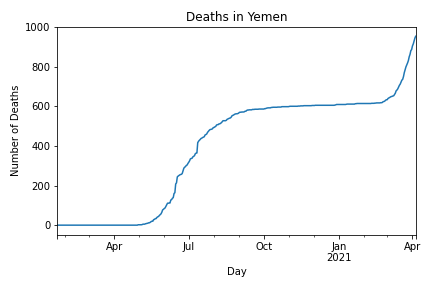 Deaths in Yemen
Number of Deaths
1000
800
600
400
200
0
Apr
Jul
Oct
Jan
2021
Apr
Day